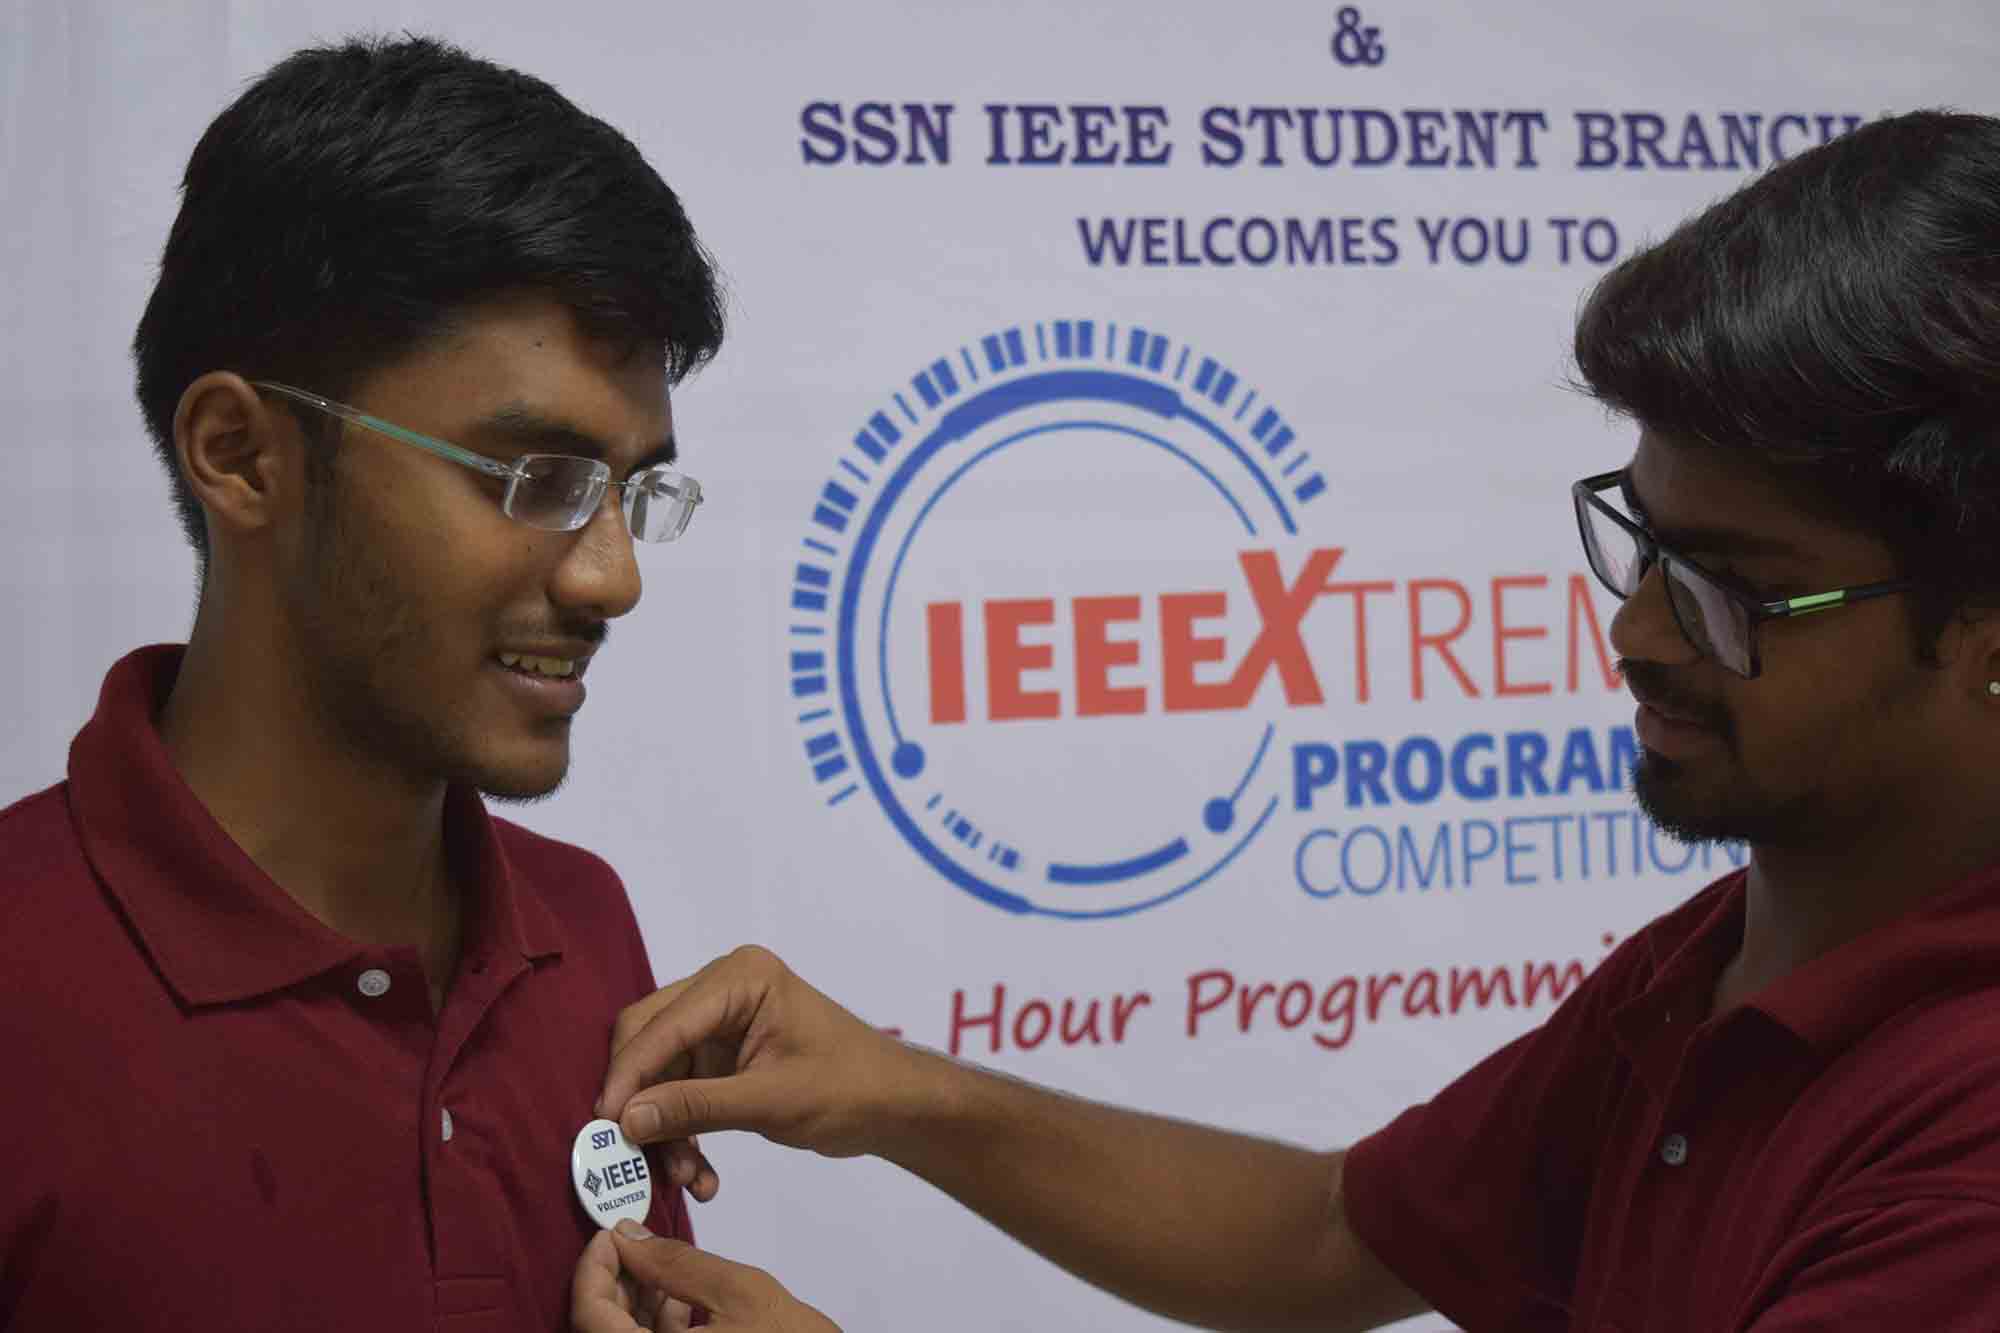 &
SSN IEEE STUDENT BRANCH
WELCOMES YOU TO
IEEEXTREM
PROGRAM
COMPETITION
Hour Programmi
SSN
IEEE
VOLUNTEER